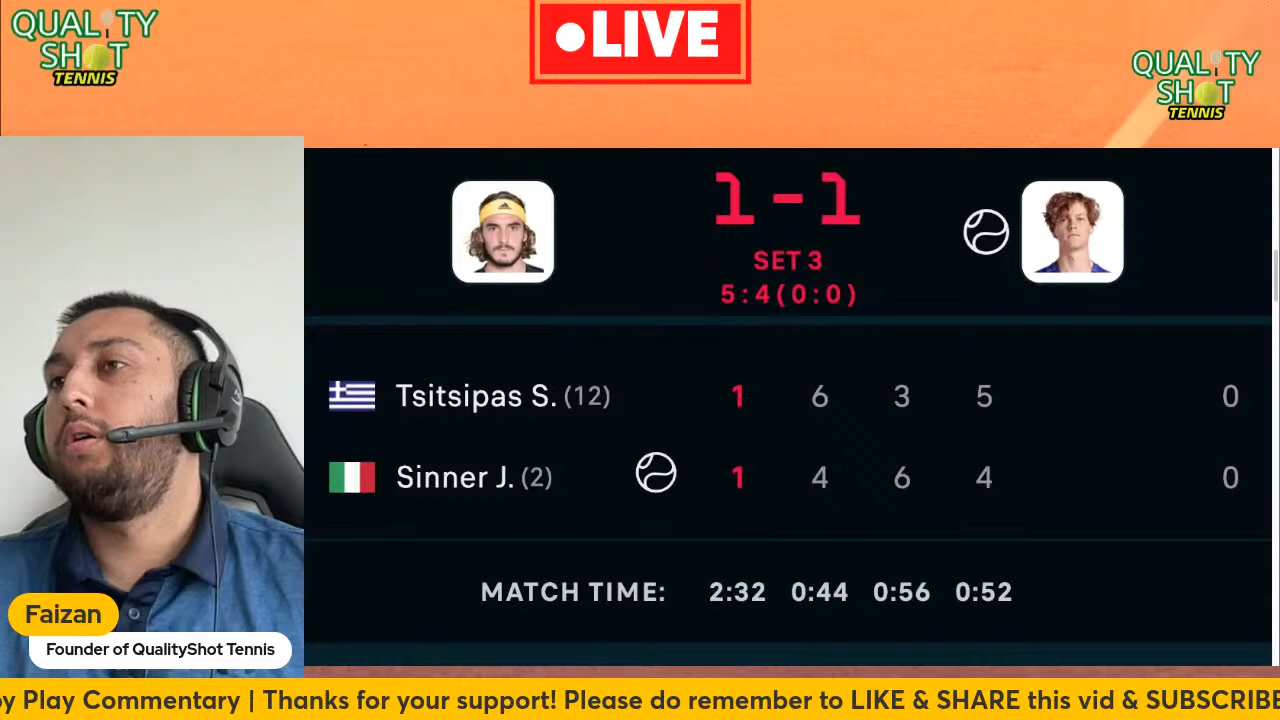 QUALITY
SHOT
TENNIS
LIVE
QUALITY
SHOT
TENNIS
1-1
SET 3
5:4(0:0)
Tsitsipas S. (12) 1 6 3 5 0
Sinner J. (2) 1 4 6 4 0
MATCH TIME: 2:32 0:44 0:56 0:52
Faizan
Founder of QualityShot Tennis
Play Commentary | Thanks for your support! Please do remember to LIKE & SHARE this vid & SUBSCRIBE